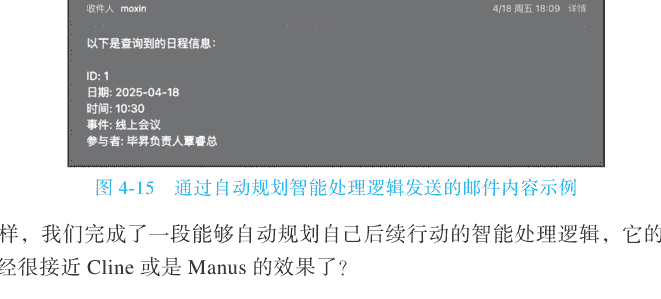 收件人 moxin 4/18 周五 18:09 详情
以下是查询到的日程信息：
ID: 1
日期: 2025-04-18
时间: 10:30
事件: 线上会议
参与者: 毕昇负责人覃睿总
图 4-15 通过自动规划智能处理逻辑发送的邮件内容示例
样，我们完成了一段能够自动规划自己后续行动的智能处理逻辑，它的
经很接近 Cline 或是 Manus 的效果了？